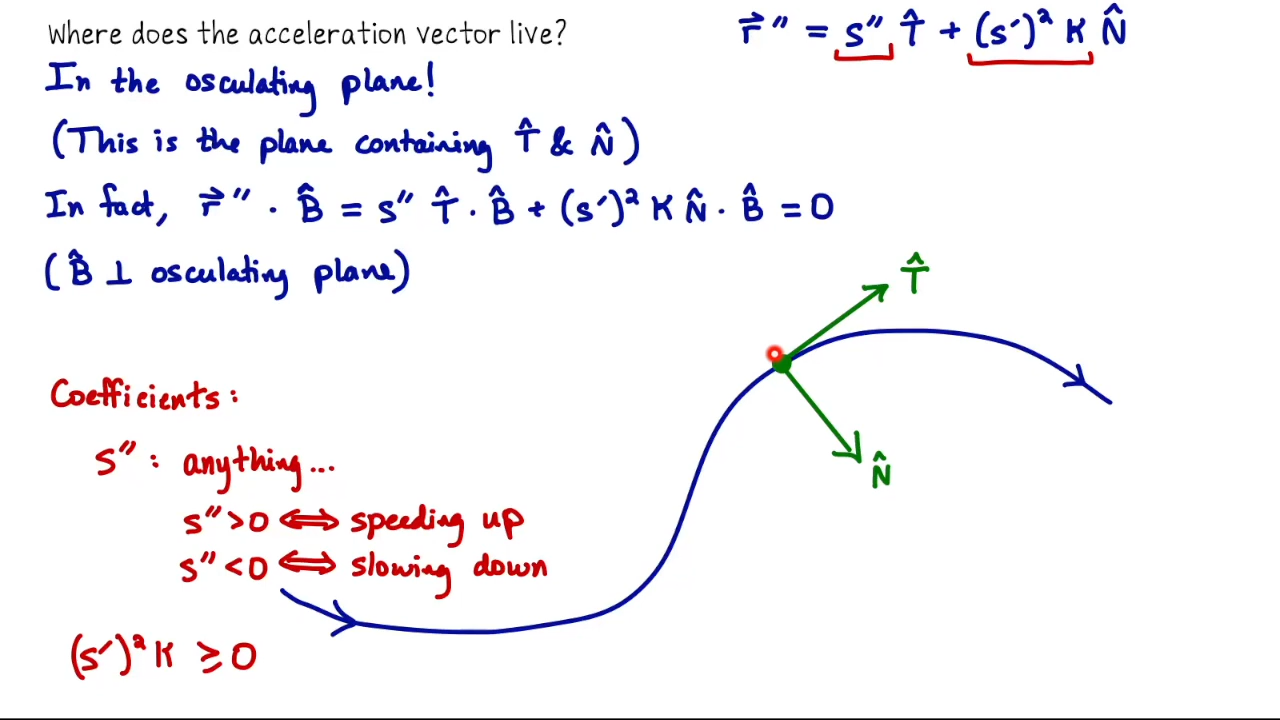 Where does the acceleration vector live?
r⃗″ = s″ T̂ + (s′)² κ N̂
In the osculating plane!
(This is the plane containing T̂ & N̂)
In fact, r⃗″ · B̂ = s″ T̂ · B̂ + (s′)² κ N̂ · B̂ = 0
(B̂ ⊥ osculating plane)
T̂
N̂
Coefficients:
s″ : anything...
s″ > 0 ⟺ speeding up
s″ < 0 ⟺ slowing down
(s′)² κ ≥ 0